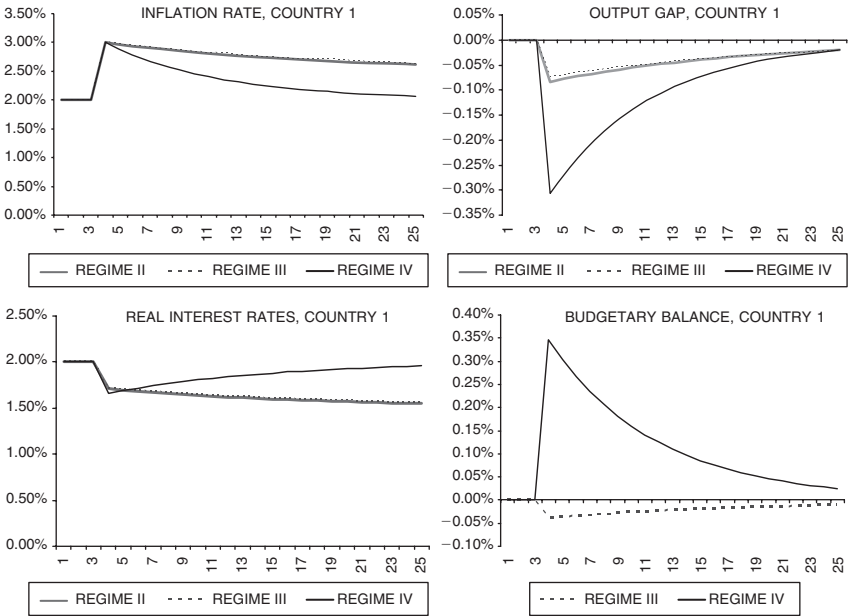 INFLATION RATE, COUNTRY 1
3.50%
3.00%
2.50%
2.00%
1.50%
1.00%
0.50%
0.00%
1 3 5 7 9 11 13 15 17 19 21 23 25
REGIME II REGIME III REGIME IV
OUTPUT GAP, COUNTRY 1
0.05%
0.00%
−0.05%
−0.10%
−0.15%
−0.20%
−0.25%
−0.30%
−0.35%
1 3 5 7 9 11 13 15 17 19 21 23 25
REGIME II REGIME III REGIME IV
REAL INTEREST RATES, COUNTRY 1
2.50%
2.00%
1.50%
1.00%
0.50%
0.00%
1 3 5 7 9 11 13 15 17 19 21 23 25
REGIME II REGIME III REGIME IV
BUDGETARY BALANCE, COUNTRY 1
0.40%
0.35%
0.30%
0.25%
0.20%
0.15%
0.10%
0.05%
0.00%
−0.05%
−0.10%
1 3 5 7 9 11 13 15 17 19 21 23 25
REGIME III REGIME IV